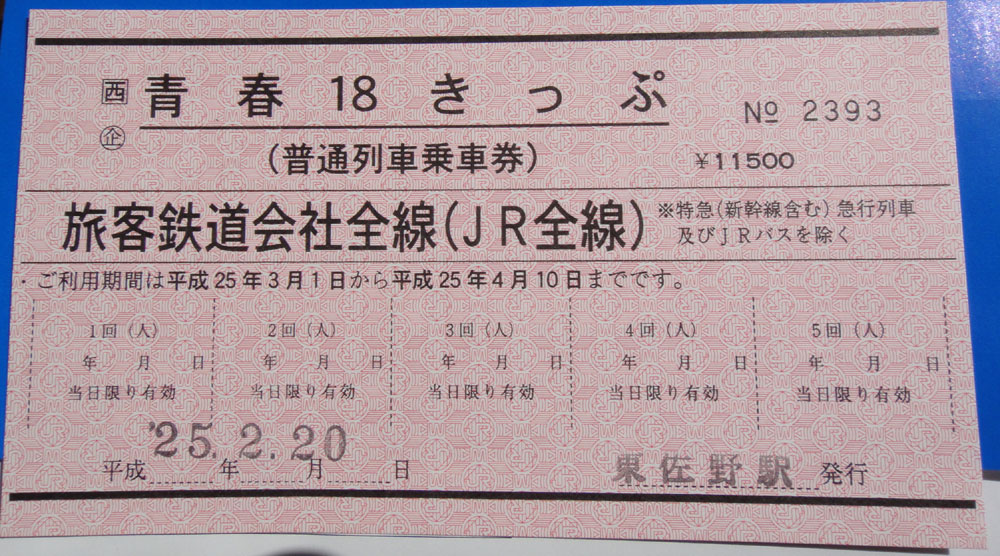 西 青春18きっぷ
企
№ 2393
(普通列車乗車券)
¥11500
旅客鉄道会社全線(JR全線)
※特急(新幹線含む)急行列車
及びJRバスを除く
・ご利用期間は平成25年3月1日から平成25年4月10日までです。
1回(人) 2回(人) 3回(人) 4回(人) 5回(人)
年 月 日 年 月 日 年 月 日 年 月 日 年 月 日
当日限り有効 当日限り有効 当日限り有効 当日限り有効 当日限り有効
'25. 2. 20
平成 年 月 日 東佐野駅 発行